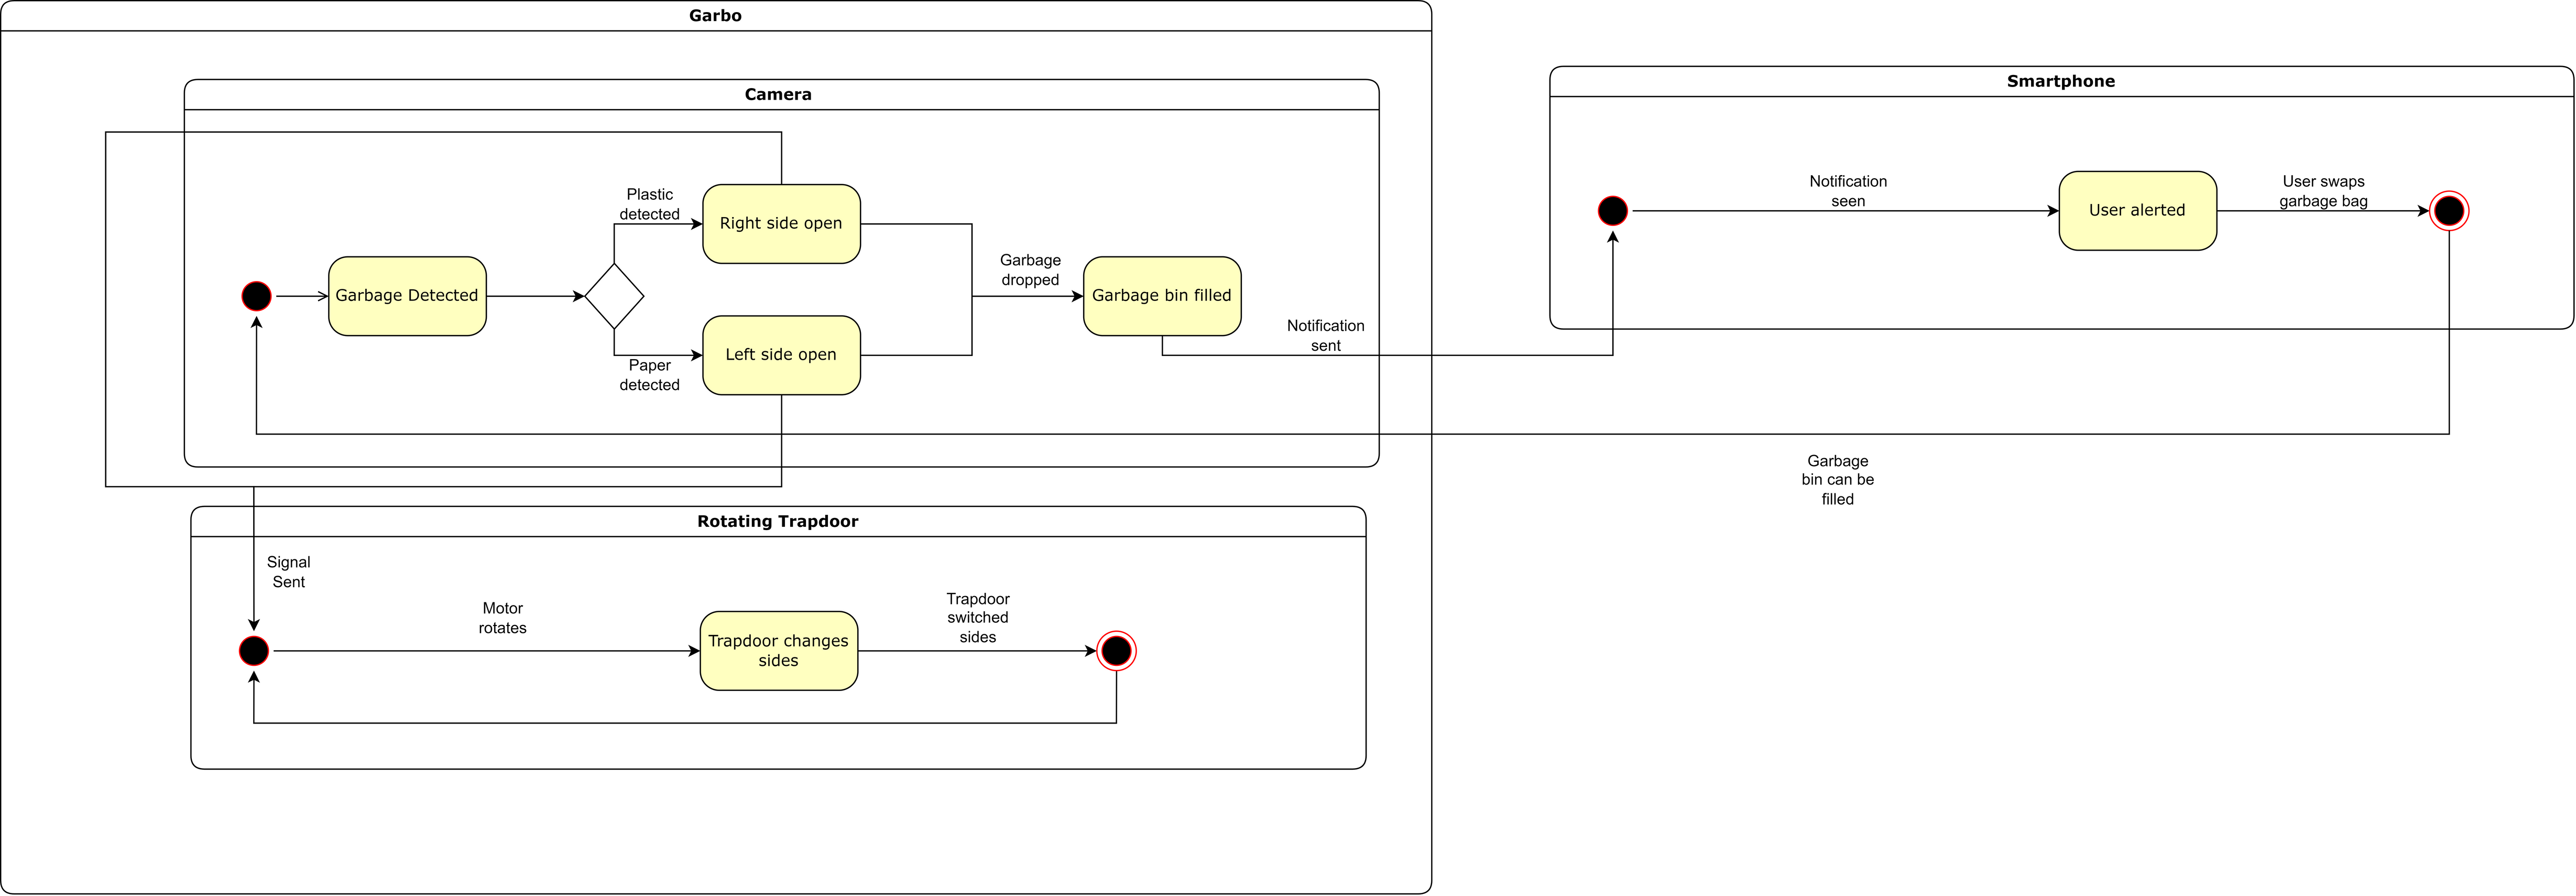 Garbo
Camera
Smartphone
Plastic
detected
Right side open
Garbage Detected
Paper
detected
Left side open
Garbage
dropped
Garbage bin filled
Notification
sent
Notification
seen
User alerted
User swaps
garbage bag
Garbage
bin can be
filled
Rotating Trapdoor
Signal
Sent
Motor
rotates
Trapdoor changes
sides
Trapdoor
switched
sides